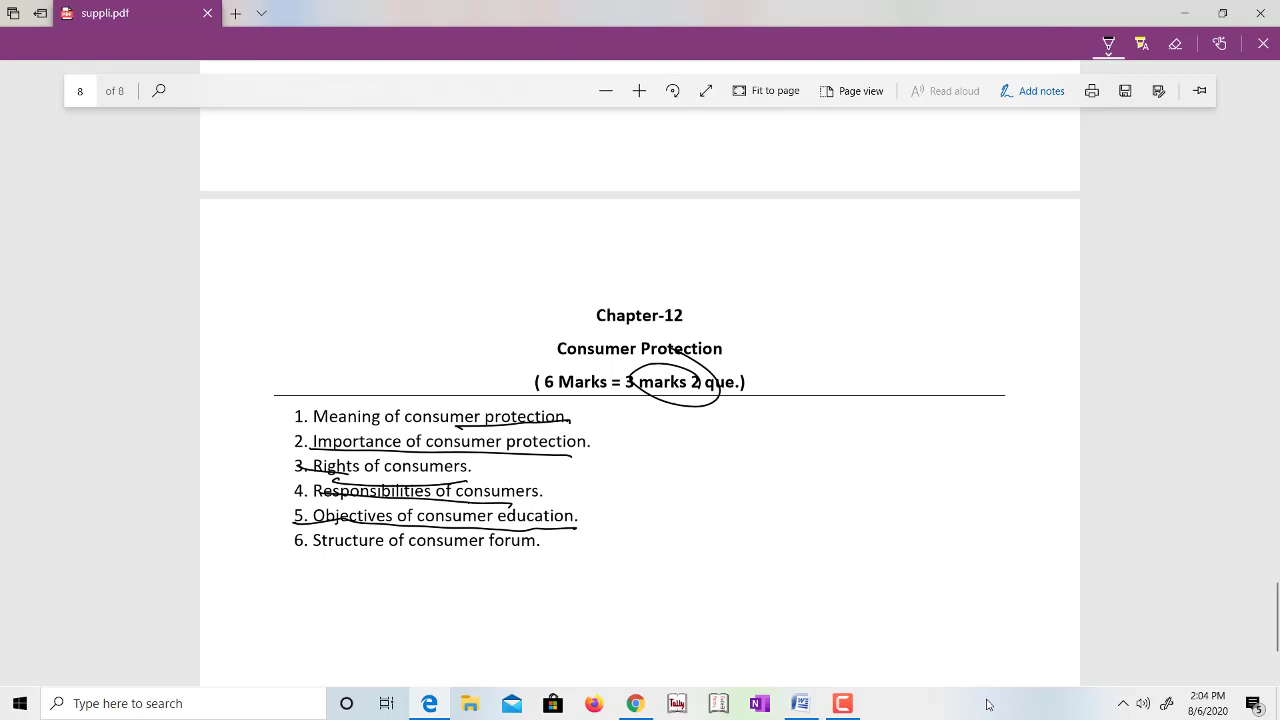 suppli.pdf
8 of 8
Fit to page
Page view
Read aloud
Add notes
Chapter-12
Consumer Protection
( 6 Marks = 3 marks 2 que.)
1. Meaning of consumer protection.
2. Importance of consumer protection.
3. Rights of consumers.
4. Responsibilities of consumers.
5. Objectives of consumer education.
6. Structure of consumer forum.
Type here to search
Tally
2:04 PM
8/6/2020
5